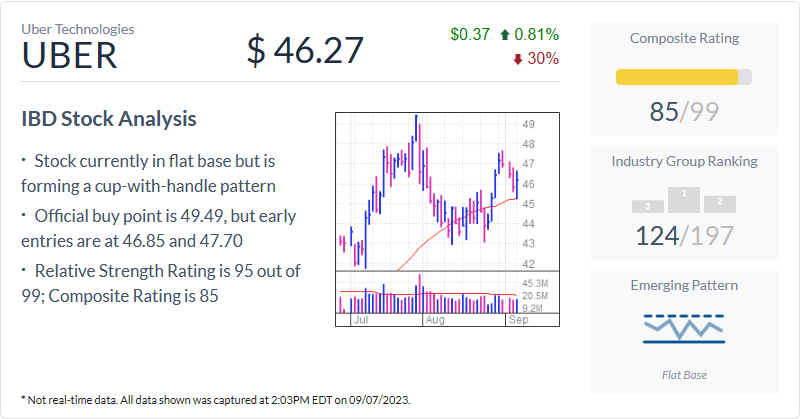 Uber Technologies
UBER
$ 46.27
$0.37 0.81%
30%
IBD Stock Analysis
· Stock currently in flat base but is
forming a cup-with-handle pattern
· Official buy point is 49.49, but early
entries are at 46.85 and 47.70
· Relative Strength Rating is 95 out of
99; Composite Rating is 85
49
48
47
46
45
44
43
42
45.3M
20.5M
9.2M
Jul
Aug
Sep
Composite Rating
85/99
Industry Group Ranking
3
1
2
124/197
Emerging Pattern
Flat Base
* Not real-time data. All data shown was captured at 2:03PM EDT on 09/07/2023.